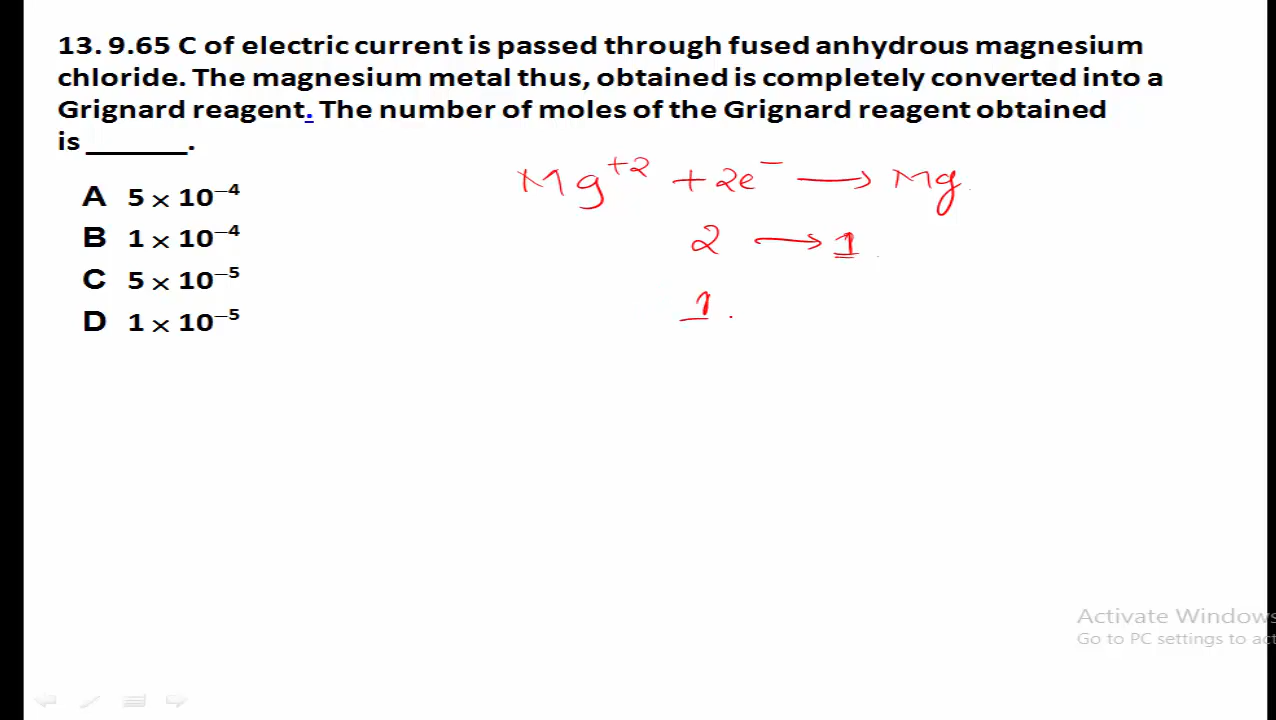 13. 9.65 C of electric current is passed through fused anhydrous magnesium
chloride. The magnesium metal thus, obtained is completely converted into a
Grignard reagent. The number of moles of the Grignard reagent obtained
is ______.
A 5 × 10⁻⁴
B 1 × 10⁻⁴
C 5 × 10⁻⁵
D 1 × 10⁻⁵
Mg⁺² + 2e⁻ → Mg
2 → 1
1.
Activate Windows
Go to PC settings to act